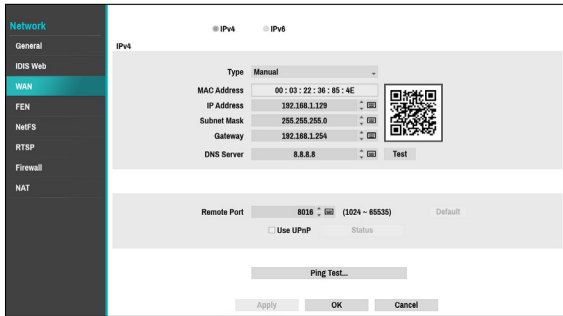 Network
General
IDIS Web
WAN
FEN
NetFS
RTSP
Firewall
NAT
IPv4 IPv6
IPv4
Type Manual
MAC Address 00 : 03 : 22 : 36 : 85 : 4E
IP Address 192.168.1.129
Subnet Mask 255.255.255.0
Gateway 192.168.1.254
DNS Server 8.8.8.8 Test
Remote Port 8016 (1024 ~ 65535) Default
Use UPnP Status
Ping Test...
Apply OK Cancel